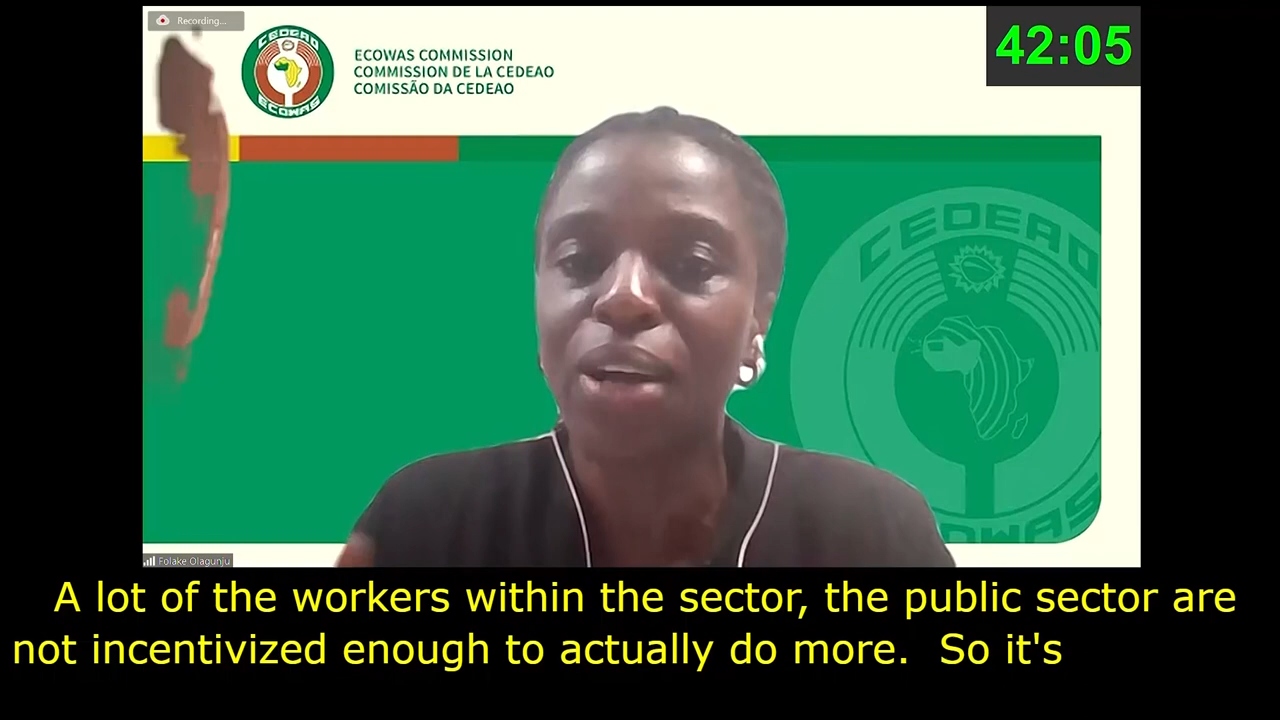 Recording...
CEDEAO
ECOWAS
ECOWAS COMMISSION
COMMISSION DE LA CEDEAO
COMISSÃO DA CEDEAO
42:05
CEDEAO
ECOWAS
Folake Olagunju
A lot of the workers within the sector, the public sector are
not incentivized enough to actually do more.  So it's